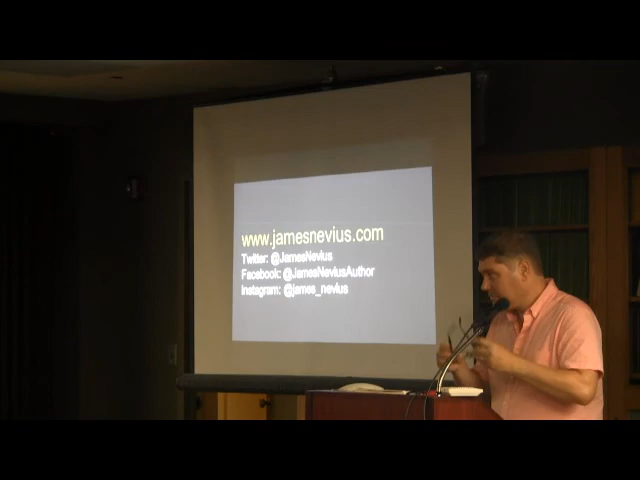 www.jamesnevius.com
Twitter: @JamesNevius
Facebook: @JamesNeviusAuthor
Instagram: @james_nevius